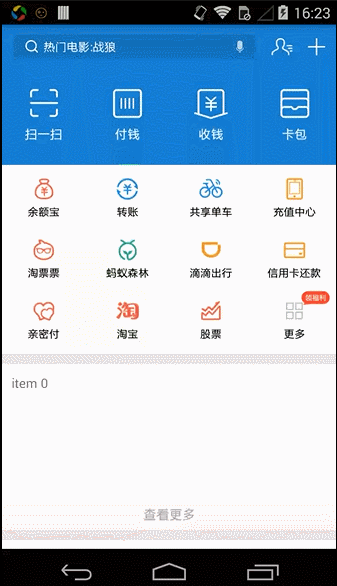 16:23
热门电影:战狼
扫一扫 付钱 收钱 卡包
余额宝 转账 共享单车 充值中心
淘票票 蚂蚁森林 滴滴出行 信用卡还款
领福利
亲密付 淘宝 股票 更多
item 0
查看更多